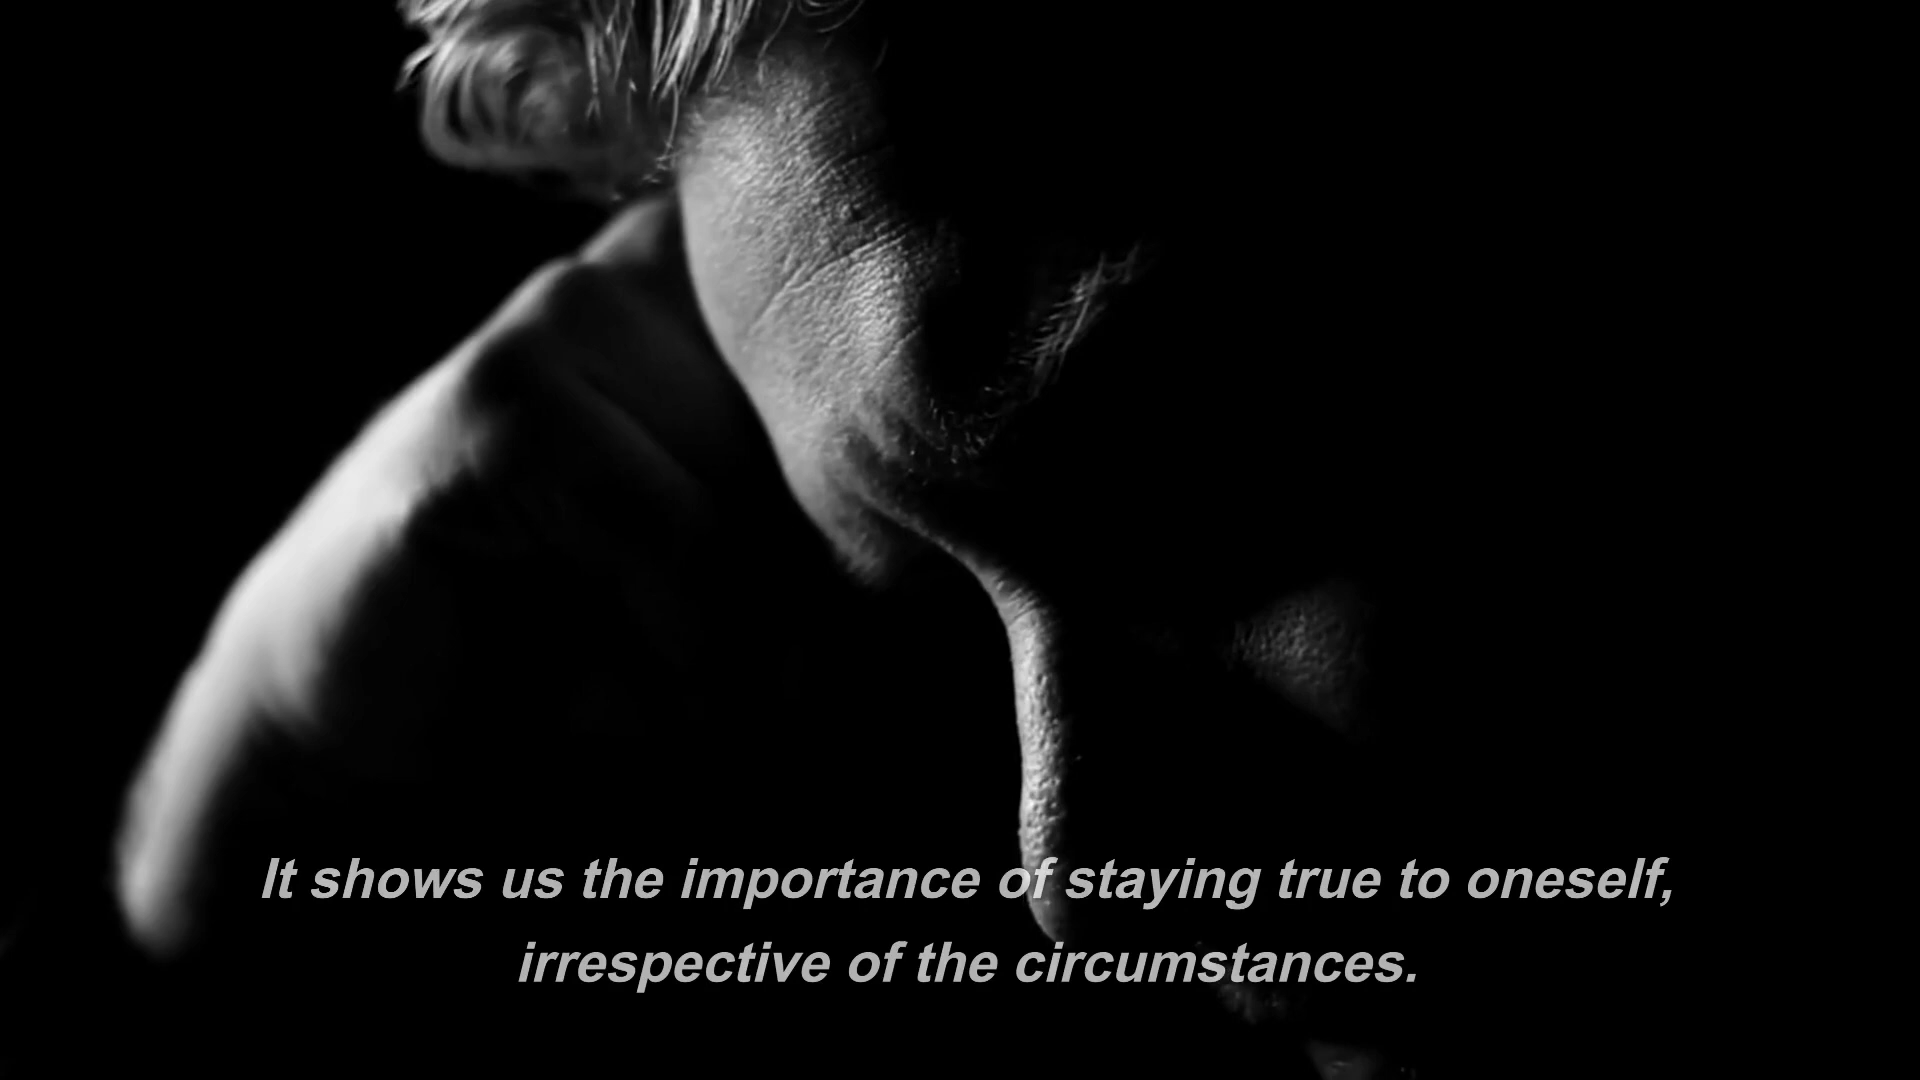 It shows us the importance of staying true to oneself,
irrespective of the circumstances.